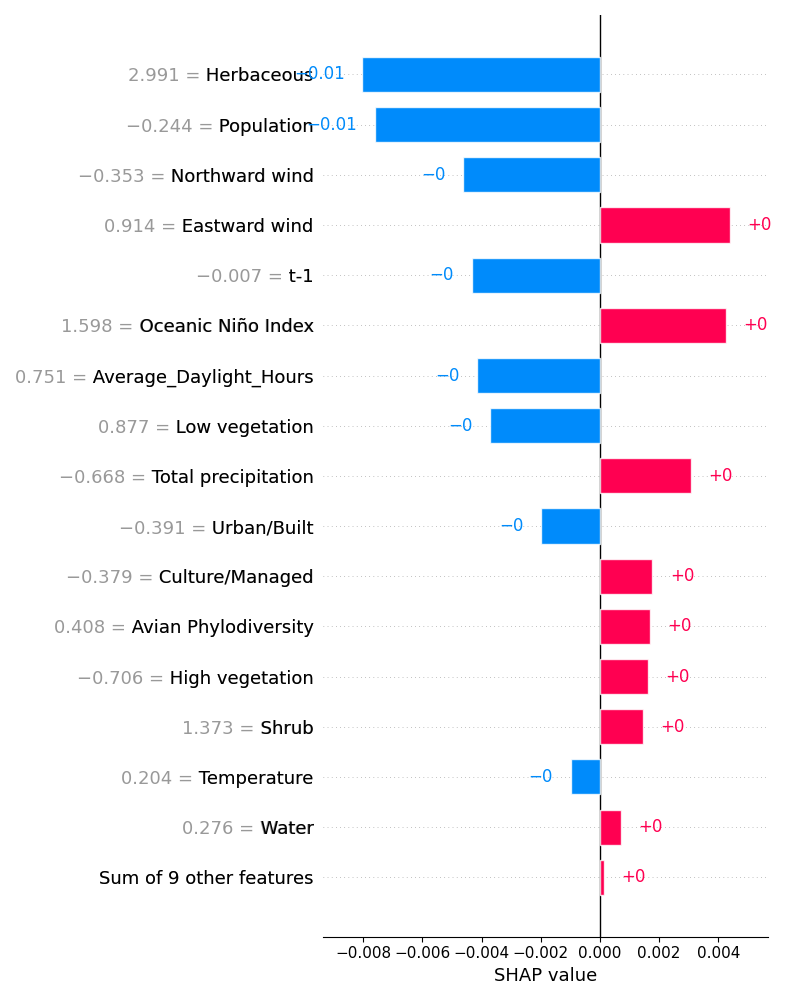 2.991 = Herbaceous −0.01
−0.244 = Population −0.01
−0.353 = Northward wind −0
0.914 = Eastward wind +0
−0.007 = t-1 −0
1.598 = Oceanic Niño Index +0
0.751 = Average_Daylight_Hours −0
0.877 = Low vegetation −0
−0.668 = Total precipitation +0
−0.391 = Urban/Built −0
−0.379 = Culture/Managed +0
0.408 = Avian Phylodiversity +0
−0.706 = High vegetation +0
1.373 = Shrub +0
0.204 = Temperature −0
0.276 = Water +0
Sum of 9 other features +0
−0.008 −0.006 −0.004 −0.002 0.000 0.002 0.004
SHAP value